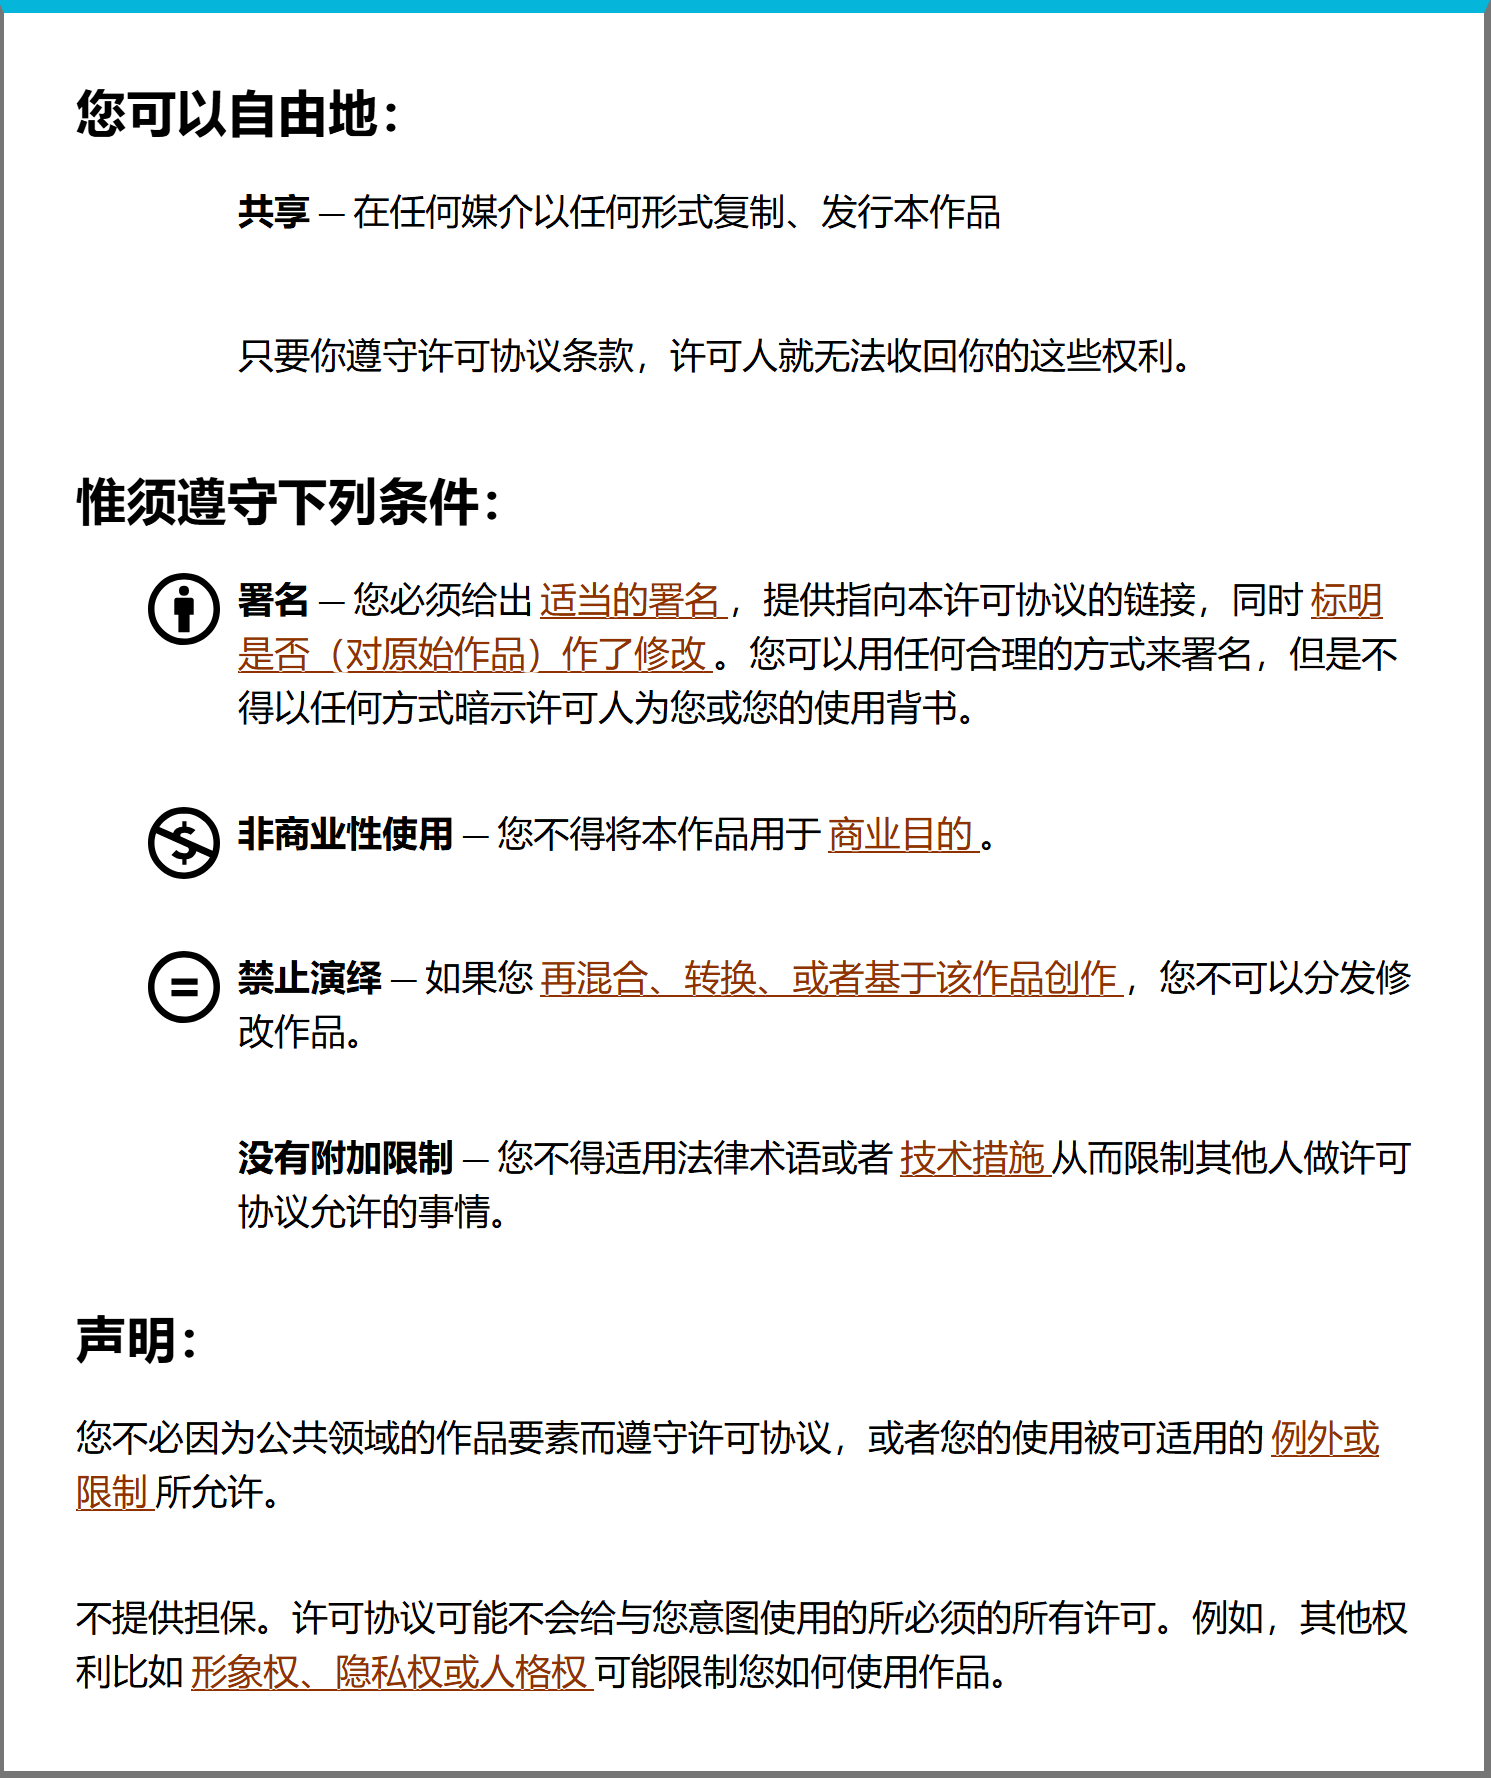 您可以自由地：
共享 — 在任何媒介以任何形式复制、发行本作品
只要你遵守许可协议条款，许可人就无法收回你的这些权利。
惟须遵守下列条件：
署名 — 您必须给出 适当的署名 ，提供指向本许可协议的链接，同时 标明
是否（对原始作品）作了修改 。您可以用任何合理的方式来署名，但是不
得以任何方式暗示许可人为您或您的使用背书。
非商业性使用 — 您不得将本作品用于 商业目的 。
禁止演绎 — 如果您 再混合、转换、或者基于该作品创作 ，您不可以分发修
改作品。
没有附加限制 — 您不得适用法律术语或者 技术措施 从而限制其他人做许可
协议允许的事情。
声明：
您不必因为公共领域的作品要素而遵守许可协议，或者您的使用被可适用的 例外或
限制 所允许。
不提供担保。许可协议可能不会给与您意图使用的所必须的所有许可。例如，其他权
利比如 形象权、隐私权或人格权 可能限制您如何使用作品。